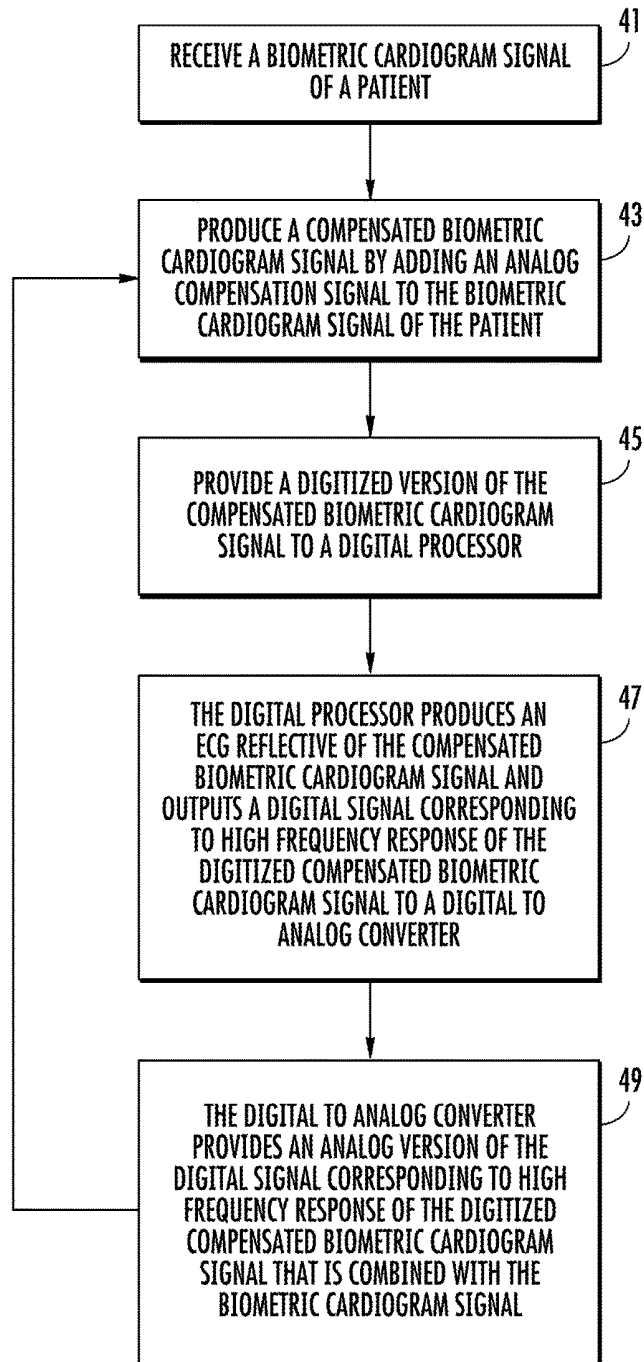 41
RECEIVE A BIOMETRIC CARDIOGRAM SIGNAL
OF A PATIENT
43
PRODUCE A COMPENSATED BIOMETRIC
CARDIOGRAM SIGNAL BY ADDING AN ANALOG
COMPENSATION SIGNAL TO THE BIOMETRIC
CARDIOGRAM SIGNAL OF THE PATIENT
45
PROVIDE A DIGITIZED VERSION OF THE
COMPENSATED BIOMETRIC CARDIOGRAM
SIGNAL TO A DIGITAL PROCESSOR
47
THE DIGITAL PROCESSOR PRODUCES AN
ECG REFLECTIVE OF THE COMPENSATED
BIOMETRIC CARDIOGRAM SIGNAL AND
OUTPUTS A DIGITAL SIGNAL CORRESPONDING
TO HIGH FREQUENCY RESPONSE OF THE
DIGITIZED COMPENSATED BIOMETRIC
CARDIOGRAM SIGNAL TO A DIGITAL TO
ANALOG CONVERTER
49
THE DIGITAL TO ANALOG CONVERTER
PROVIDES AN ANALOG VERSION OF THE
DIGITAL SIGNAL CORRESPONDING TO HIGH
FREQUENCY RESPONSE OF THE DIGITIZED
COMPENSATED BIOMETRIC CARDIOGRAM
SIGNAL THAT IS COMBINED WITH THE
BIOMETRIC CARDIOGRAM SIGNAL